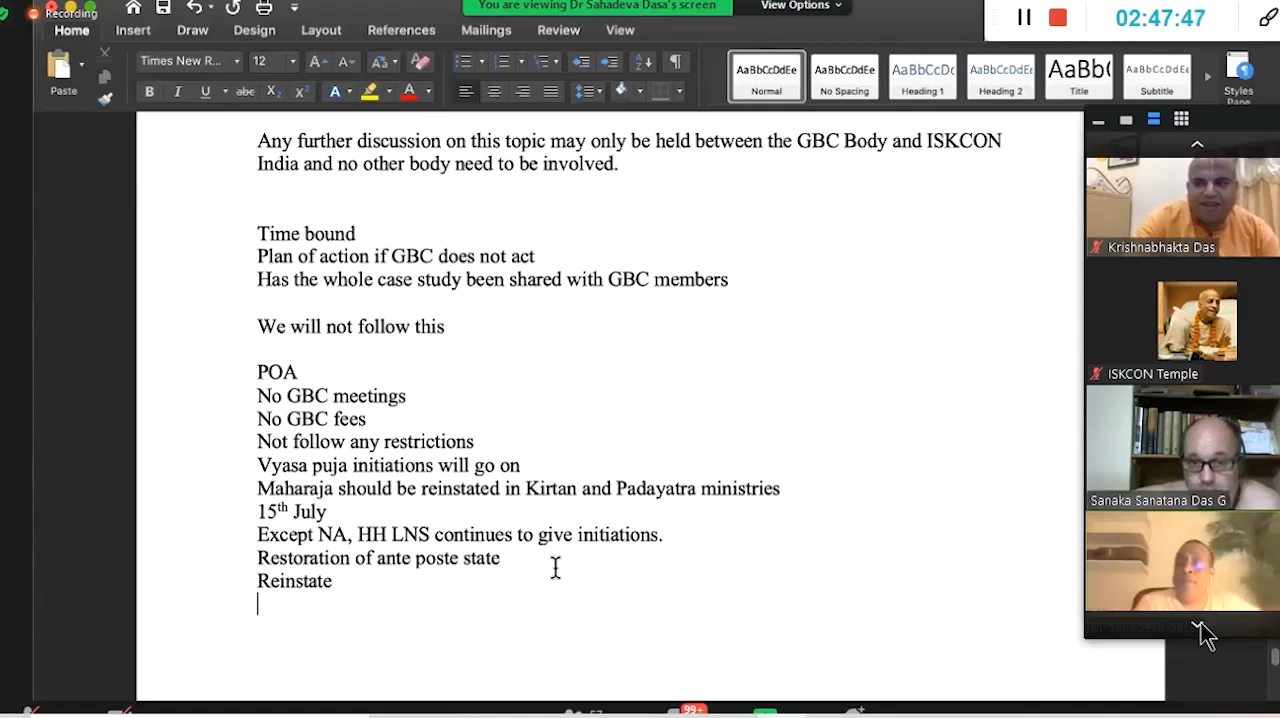 Recording
You are viewing Dr Sahadeva Dasa's screen
View Options
02:47:47
Home
Insert
Draw
Design
Layout
References
Mailings
Review
View
Paste
Times New R...
12
AaBbCcDdEe
Normal
AaBbCcDdEe
No Spacing
AaBbCcDc
Heading 1
AaBbCcDdEe
Heading 2
AaBb(
Title
AaBbCcDdEe
Subtitle
Styles
Pane
Any further discussion on this topic may only be held between the GBC Body and ISKCON
India and no other body need to be involved.
Time bound
Plan of action if GBC does not act
Has the whole case study been shared with GBC members
We will not follow this
POA
No GBC meetings
No GBC fees
Not follow any restrictions
Vyasa puja initiations will go on
Maharaja should be reinstated in Kirtan and Padayatra ministries
15th July
Except NA, HH LNS continues to give initiations.
Restoration of ante poste state
Reinstate
Krishnabhakta Das
ISKCON Temple
Sanaka Sanatana Das G
99+
57